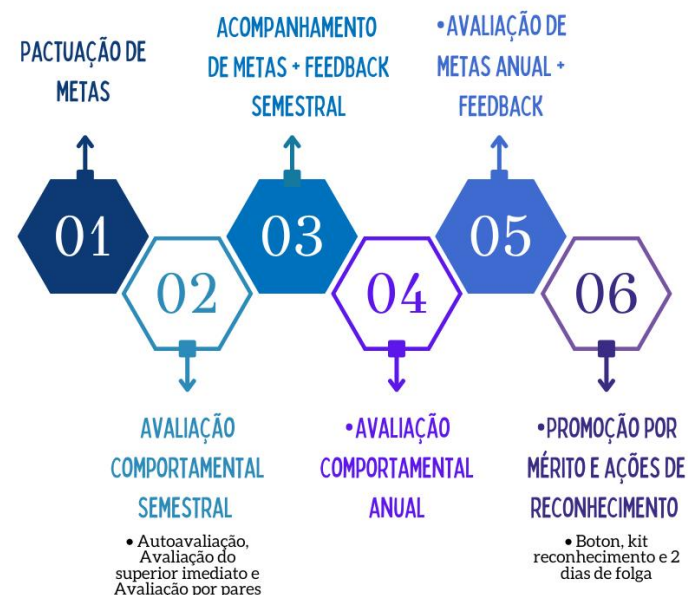 PACTUAÇÃO DE
METAS
ACOMPANHAMENTO
DE METAS + FEEDBACK
SEMESTRAL
•AVALIAÇÃO DE
METAS ANUAL +
FEEDBACK
01
02
03
04
05
06
AVALIAÇÃO
COMPORTAMENTAL
SEMESTRAL
• Autoavaliação,
Avaliação do
superior imediato e
Avaliação por pares
•AVALIAÇÃO
COMPORTAMENTAL
ANUAL
•PROMOÇÃO POR
MÉRITO E AÇÕES DE
RECONHECIMENTO
• Boton, kit
reconhecimento e 2
dias de folga